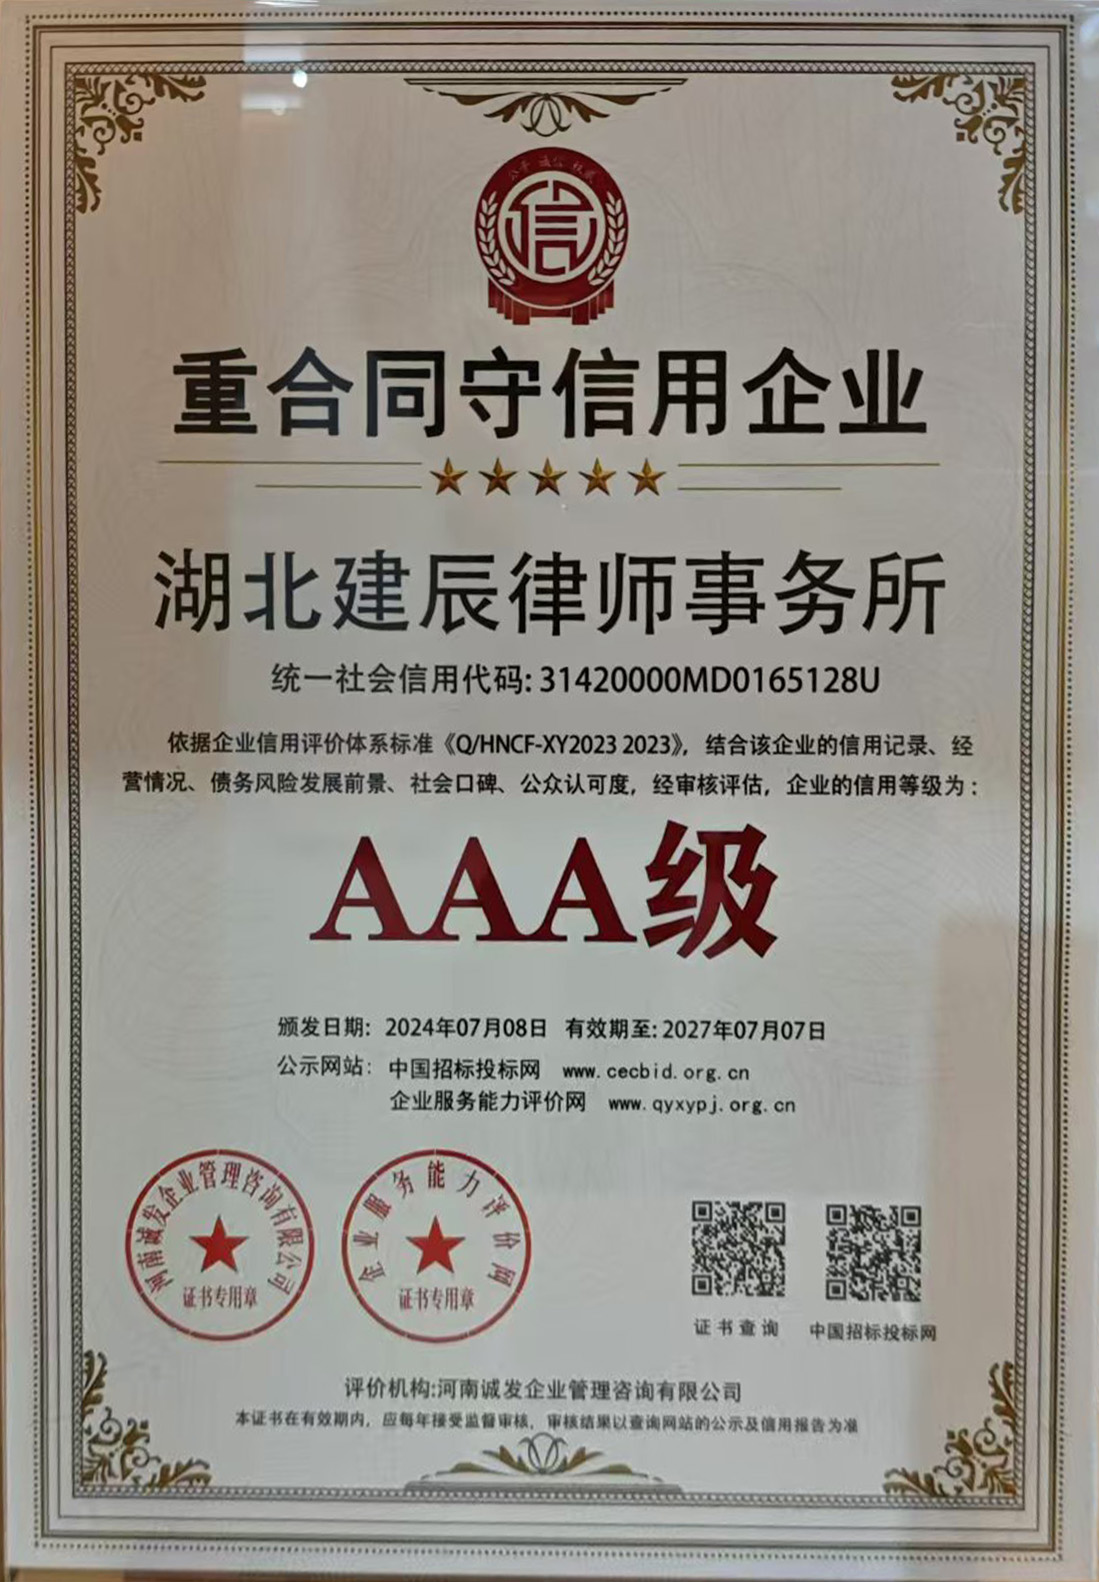 公平 诚信 权威
信
重合同守信用企业
湖北建辰律师事务所
统一社会信用代码: 31420000MD0165128U
依据企业信用评价体系标准《Q/HNCF-XY2023 2023》，结合该企业的信用记录、经
营情况、债务风险发展前景、社会口碑、公众认可度，经审核评估，企业的信用等级为：
AAA级
颁发日期： 2024年07月08日 有效期至: 2027年07月07日
公示网站： 中国招标投标网 www.cecbid.org.cn
企业服务能力评价网 www.qyxypj.org.cn
河南诚发企业管理咨询有限公司
证书专用章
企业服务能力评价网
证书专用章
证书查询
中国招标投标网
评价机构:河南诚发企业管理咨询有限公司
本证书在有效期内，应每年接受监督审核，审核结果以查询网站的公示及信用报告为准